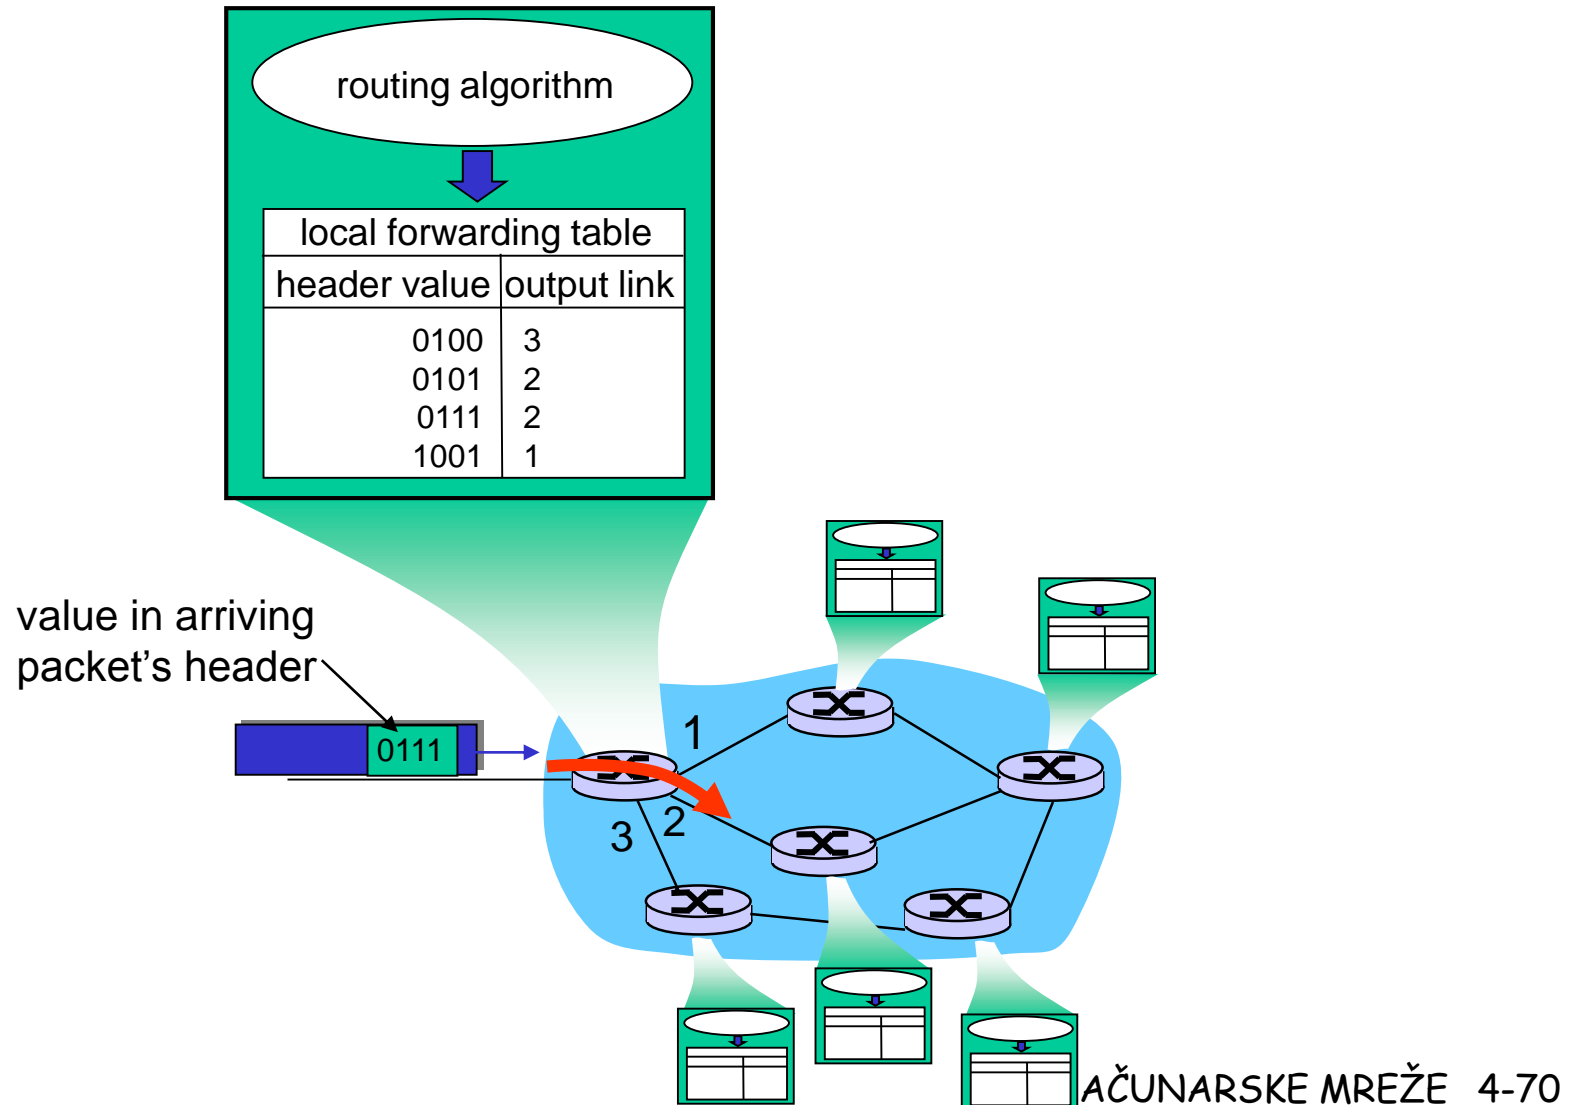 routing algorithm
local forwarding table
header value output link
0100 3
0101 2
0111 2
1001 1
value in arriving
packet's header
0111
1
2
3
AČUNARSKE MREŽE 4-70